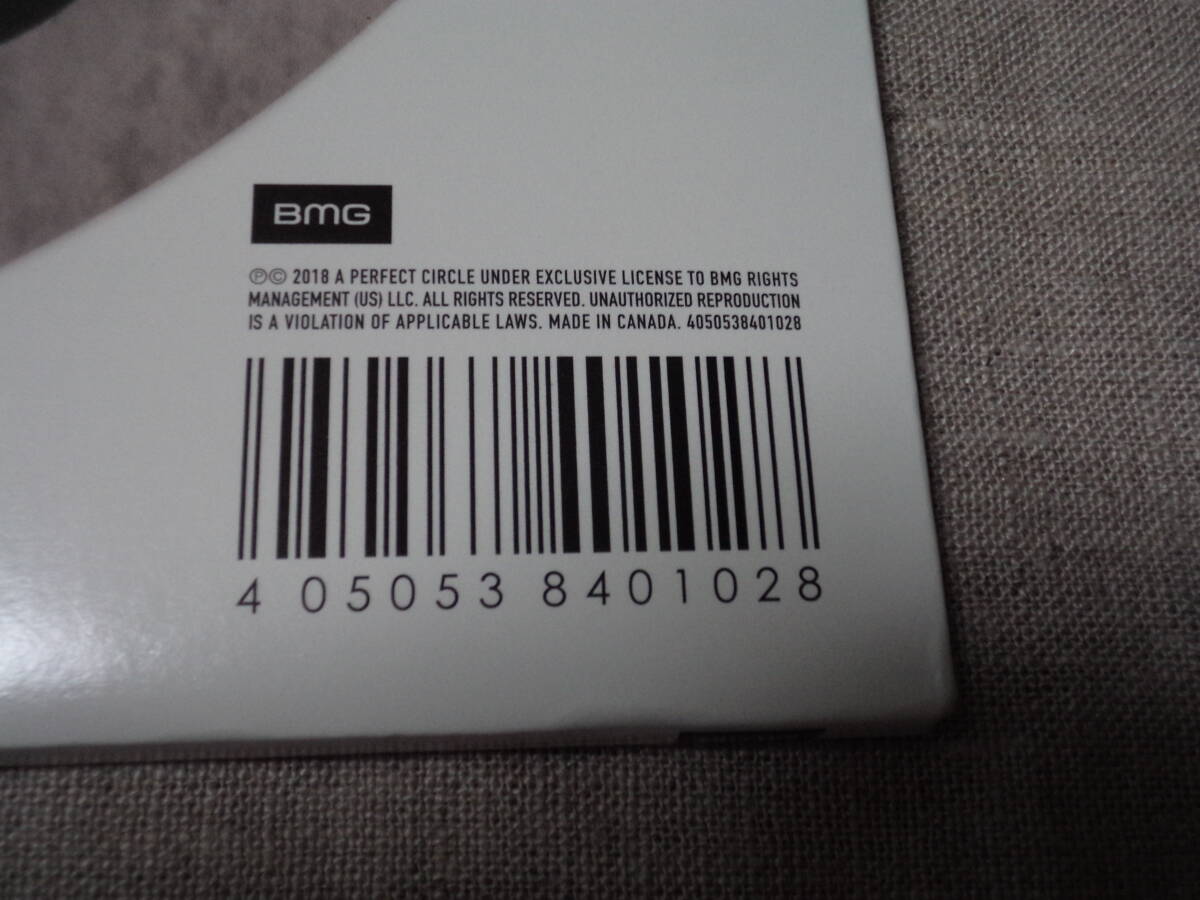 BMG
℗© 2018 A PERFECT CIRCLE UNDER EXCLUSIVE LICENSE TO BMG RIGHTS
MANAGEMENT (US) LLC. ALL RIGHTS RESERVED. UNAUTHORIZED REPRODUCTION
IS A VIOLATION OF APPLICABLE LAWS. MADE IN CANADA. 4050538401028
4 050538 401028